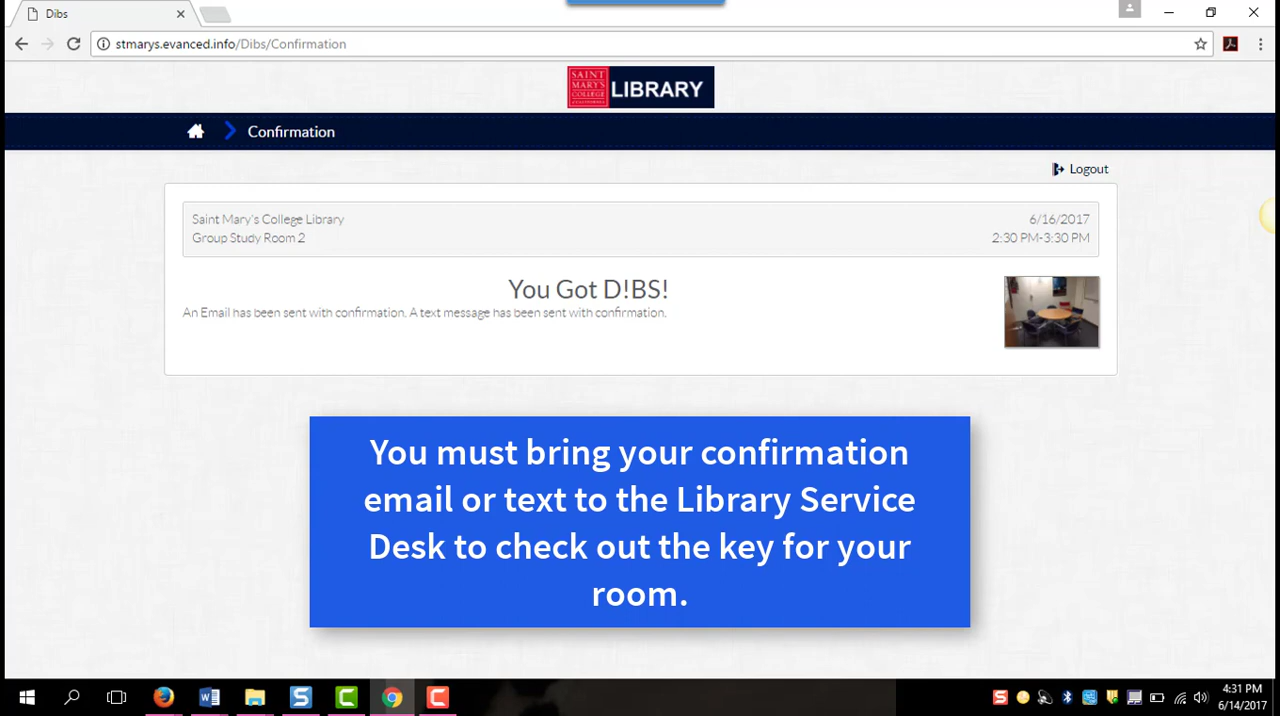 Dibs
stmarys.evanced.info/Dibs/Confirmation
SAINT
MARY'S
COLLEGE
LIBRARY
Confirmation
Logout
Saint Mary's College Library
6/16/2017
Group Study Room 2
2:30 PM-3:30 PM
You Got D!BS!
An Email has been sent with confirmation. A text message has been sent with confirmation.
You must bring your confirmation
email or text to the Library Service
Desk to check out the key for your
room.
4:31 PM
6/14/2017